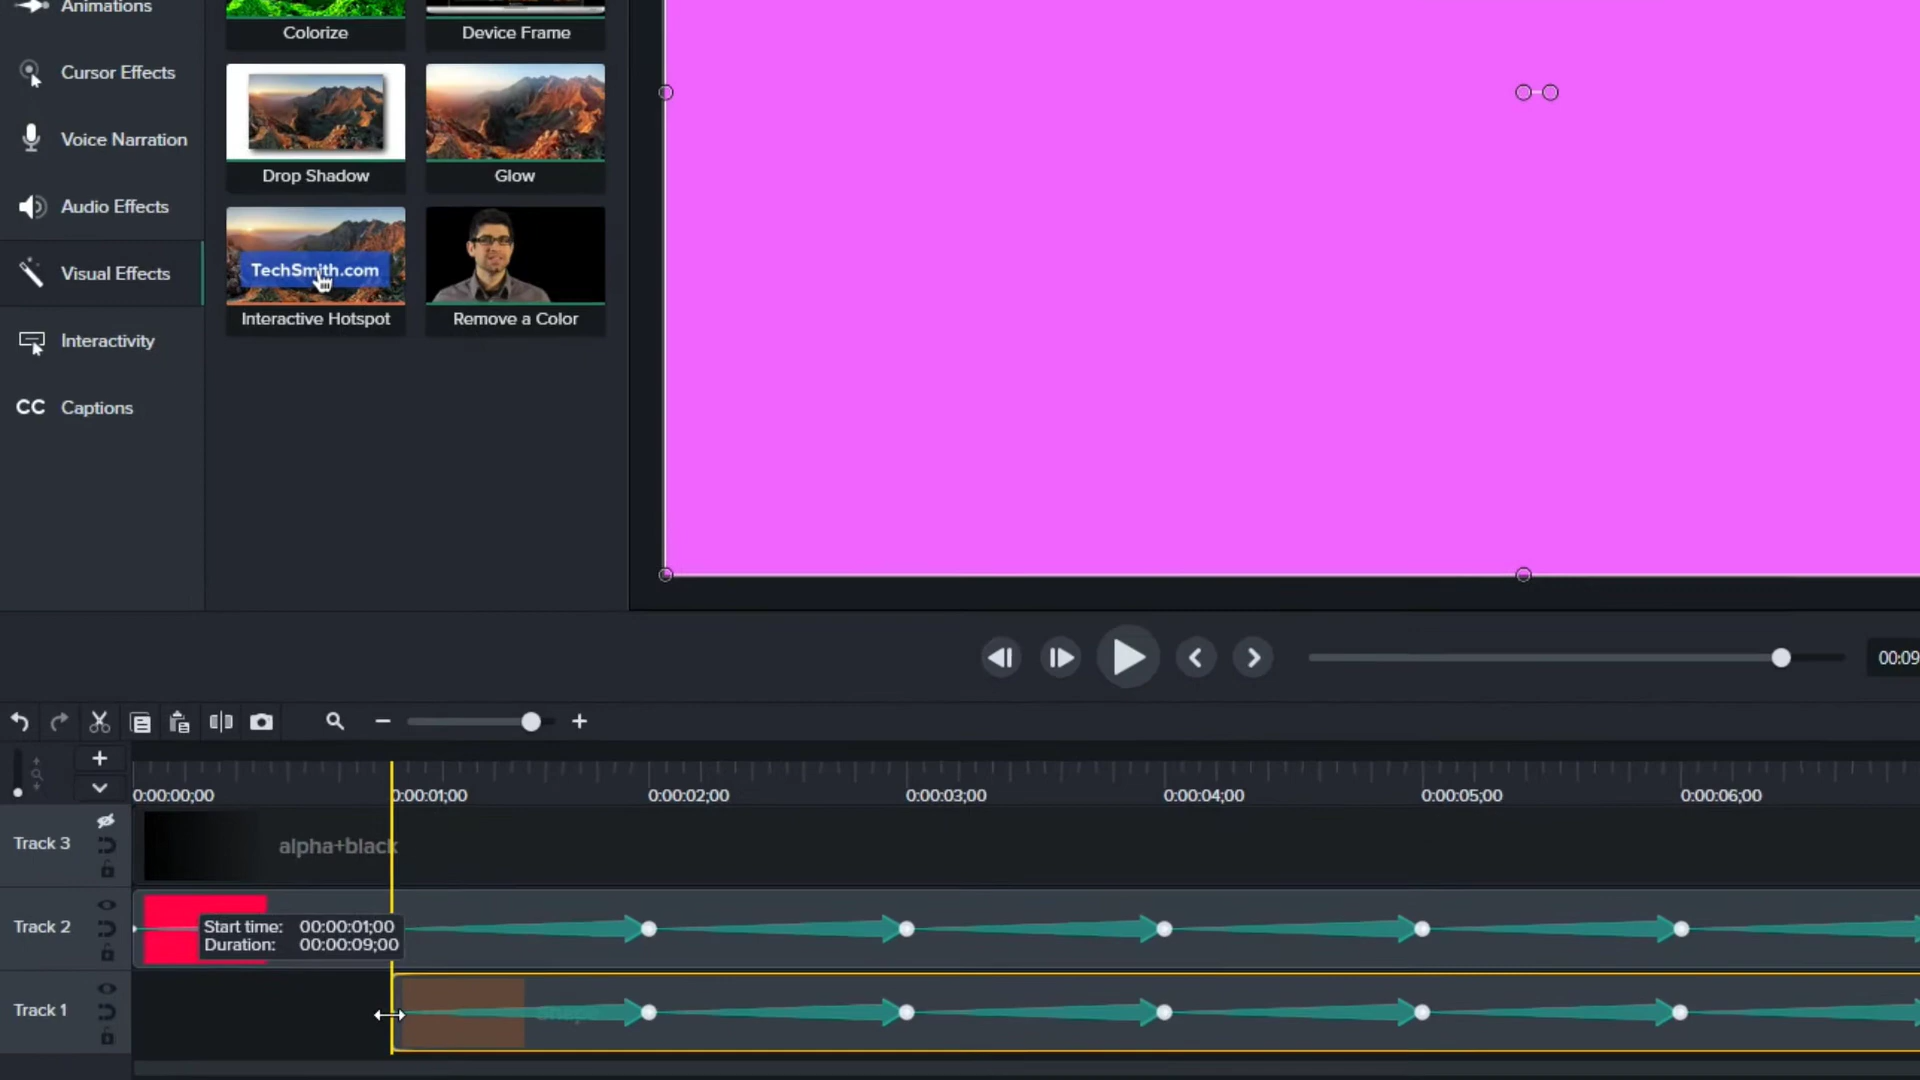 Animations
Colorize
Device Frame
Cursor Effects
Voice Narration
Drop Shadow
Glow
Audio Effects
Visual Effects
TechSmith.com
Interactive Hotspot
Remove a Color
Interactivity
CC Captions
00:09
0:00:00;00
0:00:01;00
0:00:02;00
0:00:03;00
0:00:04;00
0:00:05;00
0:00:06;00
Track 3
alpha+black
Track 2
Start time: 00:00:01;00
Duration: 00:00:09;00
Track 1